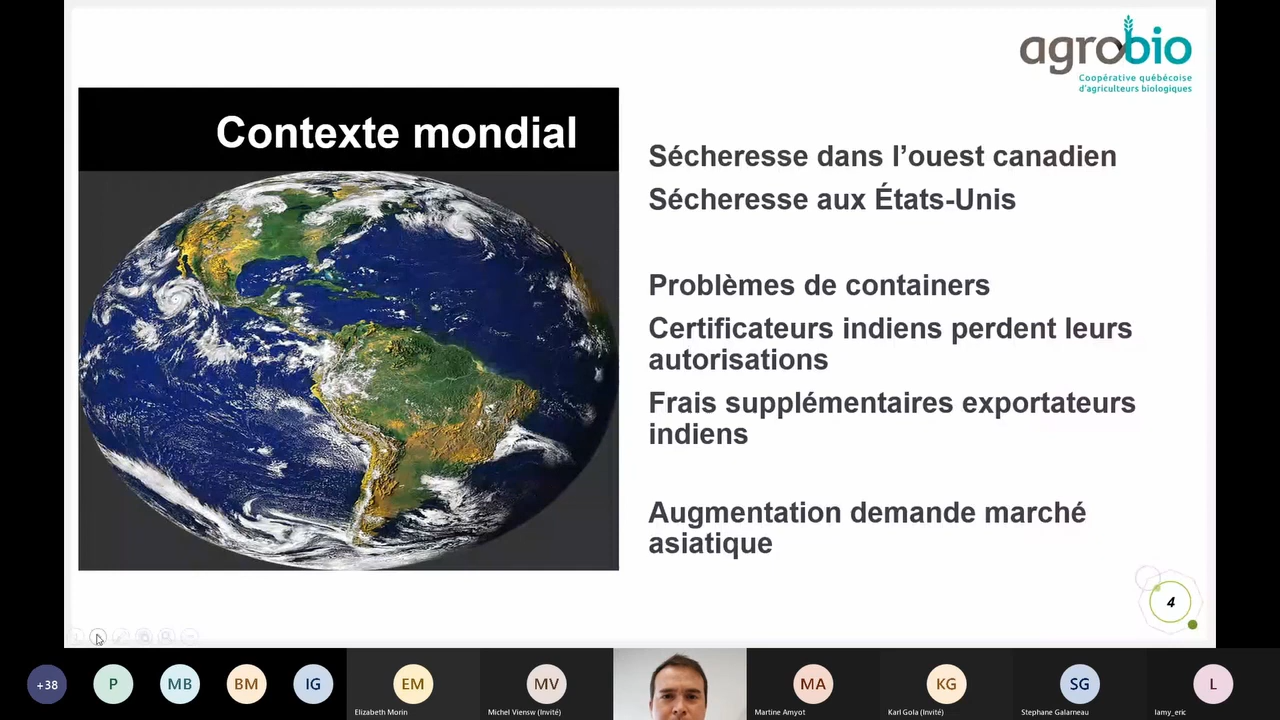 agrobio
Coopérative québécoise
d'agriculteurs biologiques
Contexte mondial
Sécheresse dans l’ouest canadien
Sécheresse aux États-Unis
Problèmes de containers
Certificateurs indiens perdent leurs
autorisations
Frais supplémentaires exportateurs
indiens
Augmentation demande marché
asiatique
4
+38
P
MB
BM
IG
EM
MV
MA
KG
SG
L
Elizabeth Morin
Michel Viensw (Invité)
Martine Amyot
Karl Gola (Invité)
Stephane Galarneau
lamy_eric